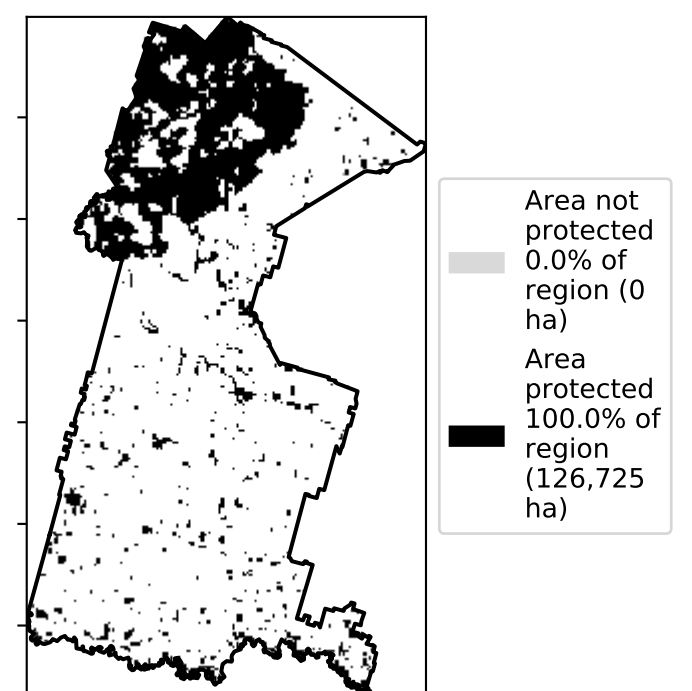 Area not
protected
0.0% of
region (0
ha)
Area
protected
100.0% of
region
(126,725
ha)